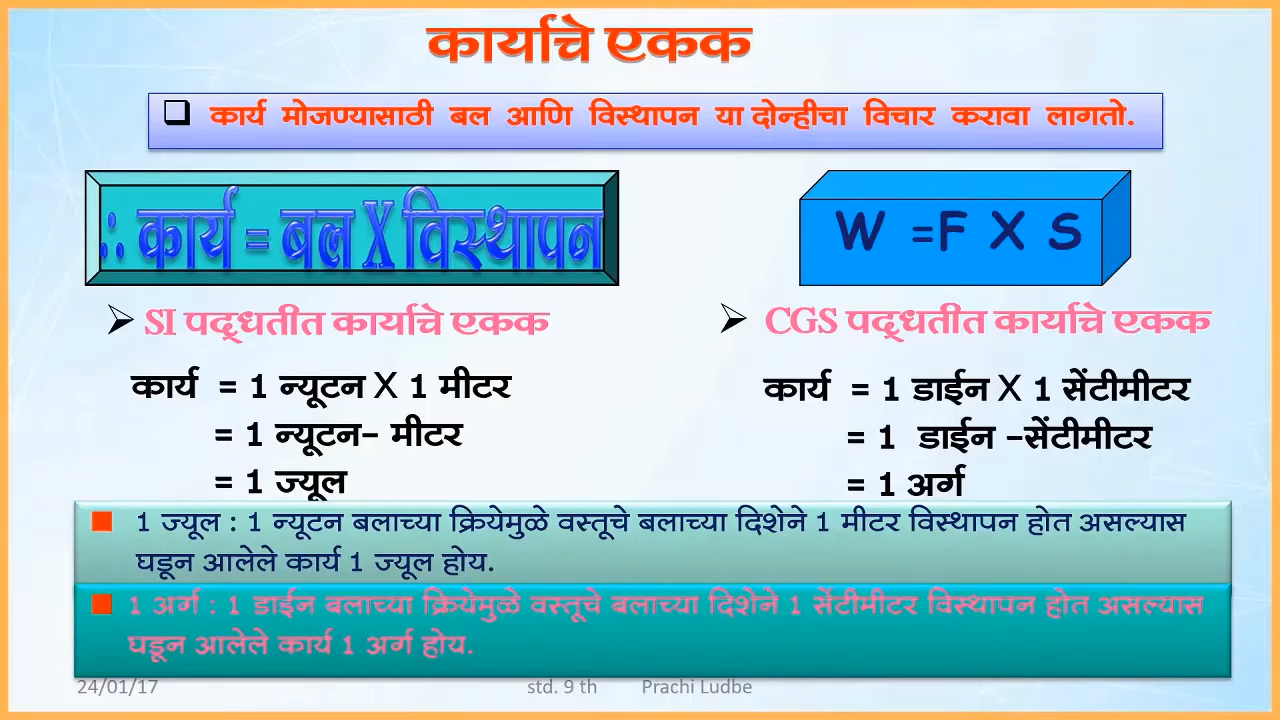 कार्याचे एकक
कार्य मोजण्यासाठी बल आणि विस्थापन या दोन्हीचा विचार करावा लागतो.
∴ कार्य = बल X विस्थापन
W =F X S
SI पद्धतीत कार्याचे एकक
कार्य = 1 न्यूटन X 1 मीटर
= 1 न्यूटन- मीटर
= 1 ज्यूल
CGS पद्धतीत कार्याचे एकक
कार्य = 1 डाईन X 1 सेंटीमीटर
= 1 डाईन -सेंटीमीटर
= 1 अर्ग
1 ज्यूल : 1 न्यूटन बलाच्या क्रियेमुळे वस्तूचे बलाच्या दिशेने 1 मीटर विस्थापन होत असल्यास
घडून आलेले कार्य 1 ज्यूल होय.
1 अर्ग : 1 डाईन बलाच्या क्रियेमुळे वस्तूचे बलाच्या दिशेने 1 सेंटीमीटर विस्थापन होत असल्यास
घडून आलेले कार्य 1 अर्ग होय.
24/01/17
std. 9 th Prachi Ludbe